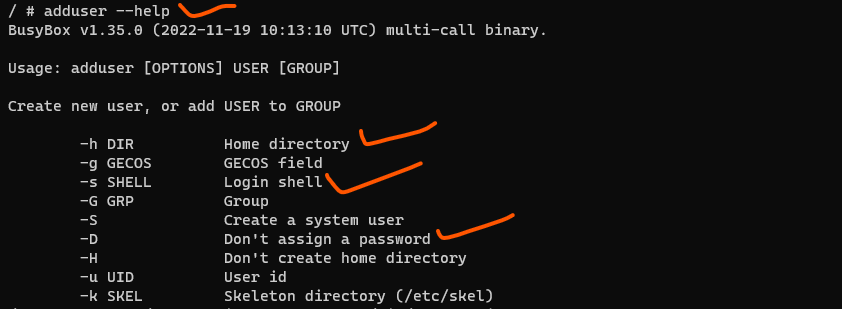 / # adduser --help
BusyBox v1.35.0 (2022-11-19 10:13:10 UTC) multi-call binary.
Usage: adduser [OPTIONS] USER [GROUP]
Create new user, or add USER to GROUP
-h DIR Home directory
-g GECOS GECOS field
-s SHELL Login shell
-G GRP Group
-S Create a system user
-D Don't assign a password
-H Don't create home directory
-u UID User id
-k SKEL Skeleton directory (/etc/skel)